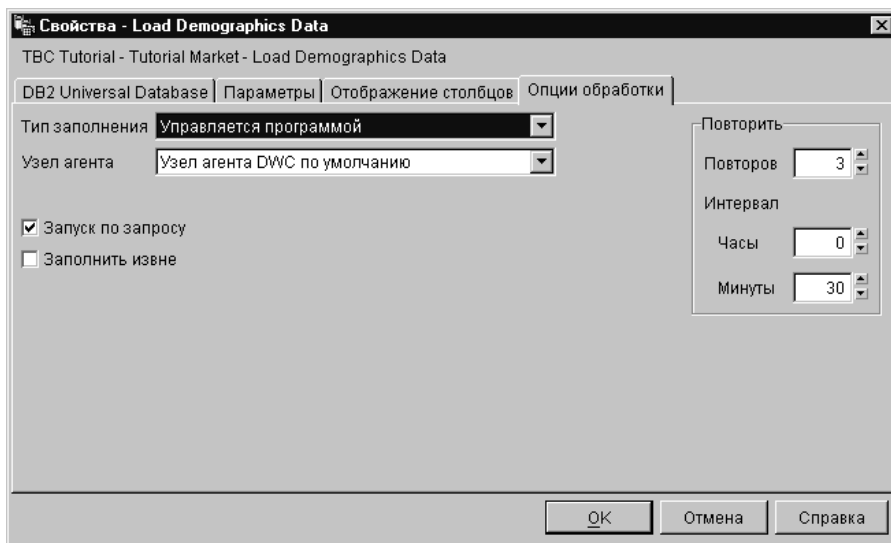 Свойства - Load Demographics Data
TBC Tutorial - Tutorial Market - Load Demographics Data
DB2 Universal Database Параметры Отображение столбцов Опции обработки
Тип заполнения Управляется программой
Узел агента Узел агента DWC по умолчанию
Запуск по запросу
Заполнить извне
Повторить
Повторов 3
Интервал
Часы 0
Минуты 30
OK Отмена Справка